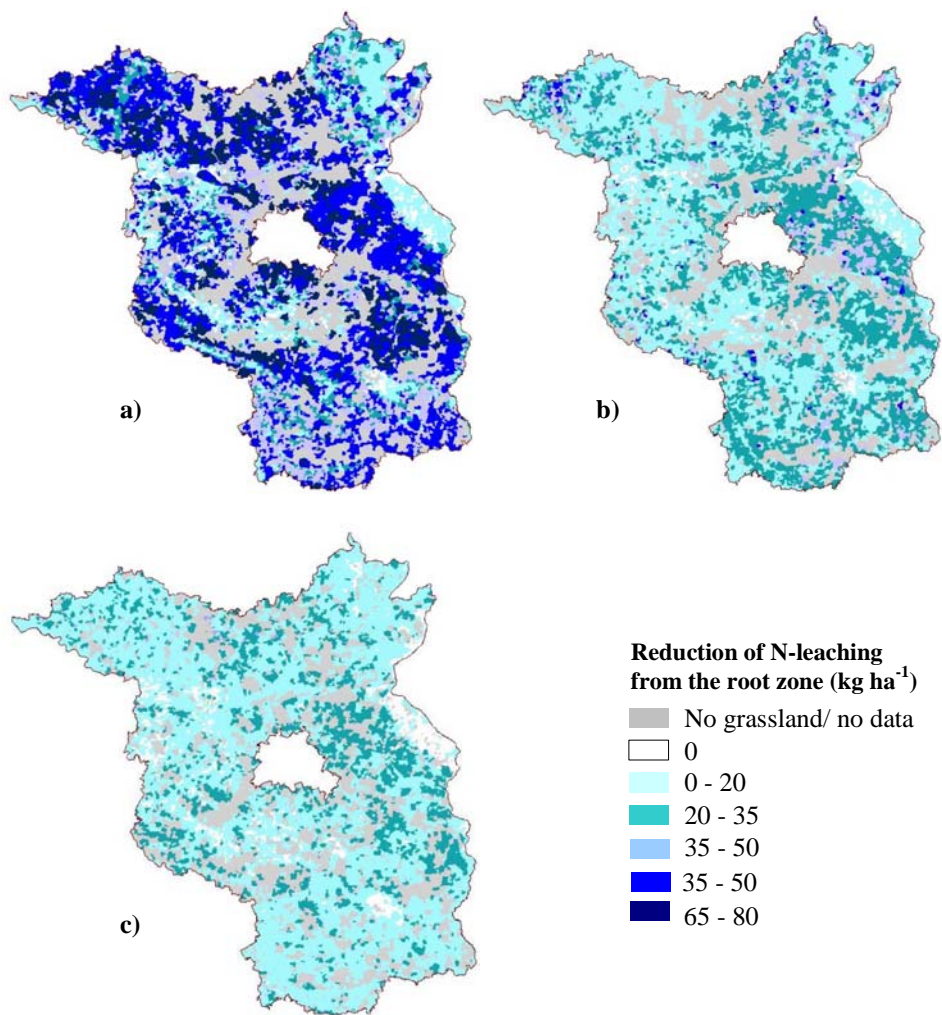 a)
b)
c)
Reduction of N-leaching
from the root zone (kg ha⁻¹)
No grassland/ no data
0
0 - 20
20 - 35
35 - 50
35 - 50
65 - 80